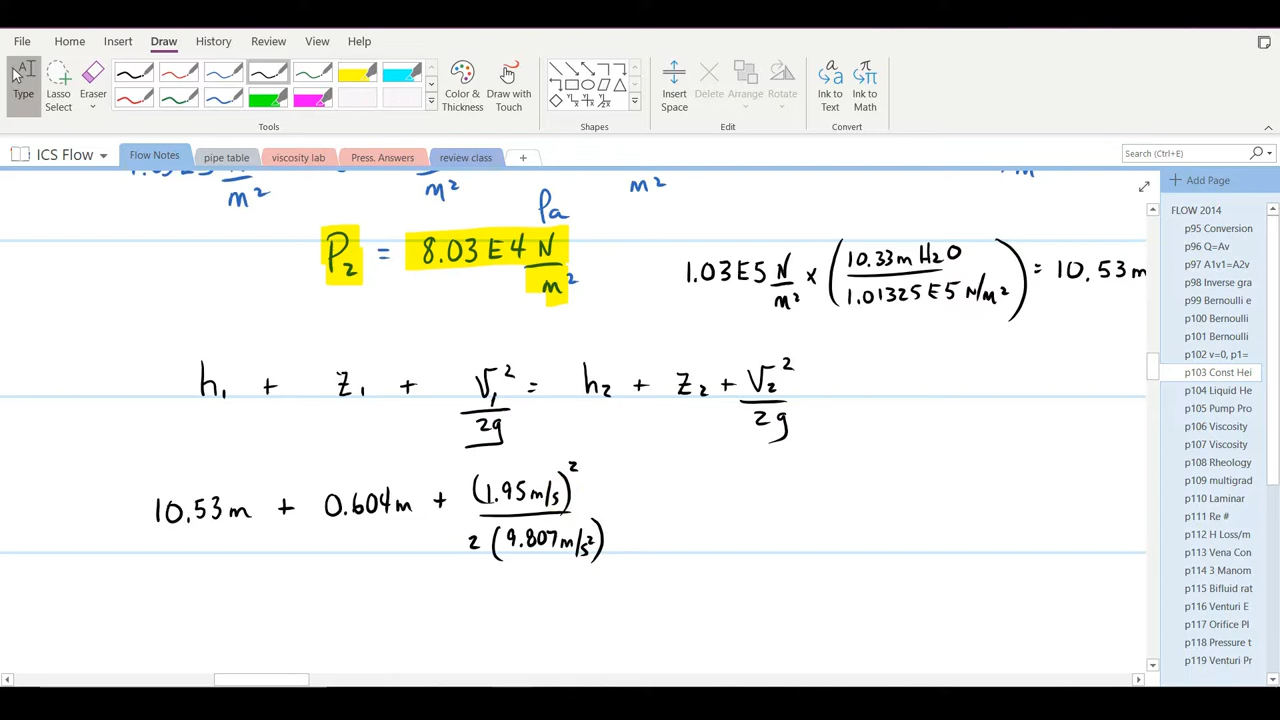 File Home Insert Draw History Review View Help
Type Lasso Select Eraser Color & Thickness Draw with Touch Insert Space Delete Arrange Rotate Ink to Text Ink to Math
Tools Shapes Edit Convert
ICS Flow Flow Notes pipe table viscosity lab Press. Answers review class + Search (Ctrl+E)
+ Add Page
FLOW 2014
p95 Conversion
p96 Q=Av
p97 A1v1=A2v
p98 Inverse gra
p99 Bernoulli e
p100 Bernoulli
p101 Bernoulli
p102 v=0, p1=
p103 Const Hei
p104 Liquid He
p105 Pump Pro
p106 Viscosity
p107 Viscosity
p108 Rheology
p109 multigrad
p110 Laminar
p111 Re #
p112 H Loss/m
p113 Vena Con
p114 3 Manom
p115 Bifluid rat
p116 Venturi E
p117 Orifice Pl
p118 Pressure t
p119 Venturi Pr
m² m² m² m
Pa
P₂ = 8.03 E4 N/m²
1.03E5 N/m² × (10.33m H₂O / 1.01325 E5 N/m²) = 10.53m
h₁ + z₁ + v₁²/2g = h₂ + z₂ + v₂²/2g
10.53m + 0.604m + (1.95m/s)² / 2(9.807m/s²)